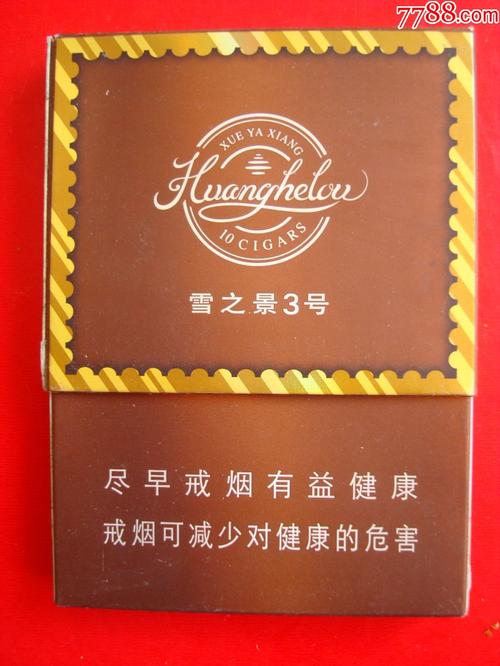 7788.com
XUE YA XIANG
Huanghelou
10 CIGARS
雪之景3号
尽早戒烟有益健康
戒烟可减少对健康的危害